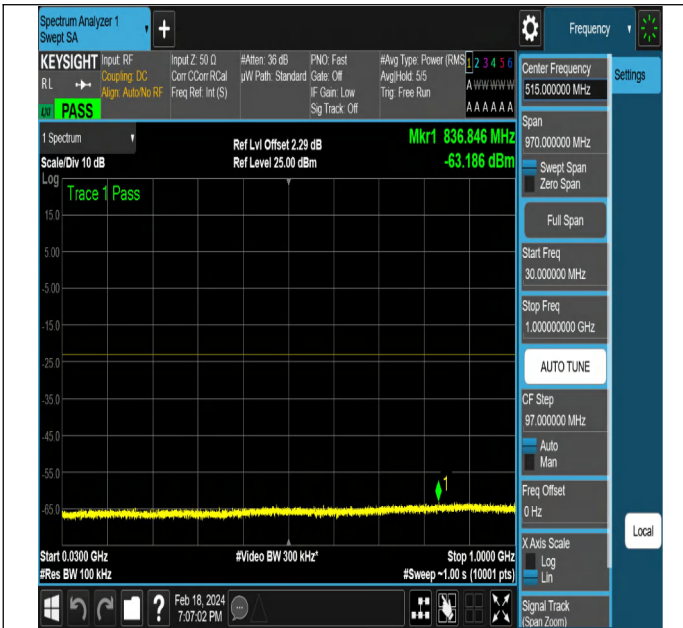 Spectrum Analyzer 1
Swept SA
+
Frequency
KEYSIGHT
RL
LXI
PASS
Input: RF
Coupling: DC
Align: Auto/No RF
Input Z: 50 Ω
Corr CCorr RCal
Freq Ref: Int (S)
#Atten: 36 dB
µW Path: Standard
PNO: Fast
Gate: Off
IF Gain: Low
Sig Track: Off
#Avg Type: Power (RMS
Avg|Hold: 5/5
Trig: Free Run
1 2 3 4 5 6
A W W W W W
A A A A A A
1 Spectrum
Scale/Div 10 dB
Log
Ref Lvl Offset 2.29 dB
Ref Level 25.00 dBm
Mkr1 836.846 MHz
-63.186 dBm
Trace 1 Pass
15.0
5.00
-5.00
-15.0
-25.0
-35.0
-45.0
-55.0
-65.0
1
Start 0.0300 GHz
#Res BW 100 kHz
#Video BW 300 kHz*
Stop 1.0000 GHz
#Sweep ~1.00 s (10001 pts)
?
Feb 18, 2024
7:07:02 PM
Center Frequency
515.000000 MHz
Span
970.000000 MHz
Swept Span
Zero Span
Full Span
Start Freq
30.000000 MHz
Stop Freq
1.000000000 GHz
AUTO TUNE
CF Step
97.000000 MHz
Auto
Man
Freq Offset
0 Hz
X Axis Scale
Log
Lin
Signal Track
(Span Zoom)
Settings
Local